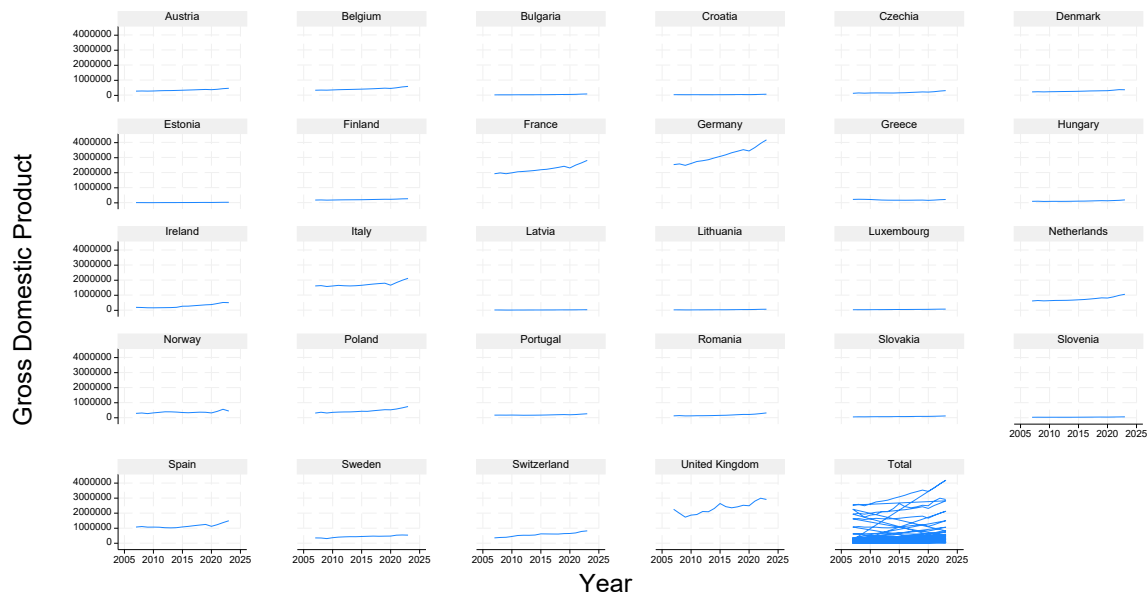 Gross Domestic Product
Austria Belgium Bulgaria Croatia Czechia Denmark
4000000
3000000
2000000
1000000
0
Estonia Finland France Germany Greece Hungary
4000000
3000000
2000000
1000000
0
Ireland Italy Latvia Lithuania Luxembourg Netherlands
4000000
3000000
2000000
1000000
0
Norway Poland Portugal Romania Slovakia Slovenia
4000000
3000000
2000000
1000000
0
2005 2010 2015 2020 2025
Spain Sweden Switzerland United Kingdom Total
4000000
3000000
2000000
1000000
0
2005 2010 2015 2020 2025 2005 2010 2015 2020 2025 2005 2010 2015 2020 2025 2005 2010 2015 2020 2025 2005 2010 2015 2020 2025
Year